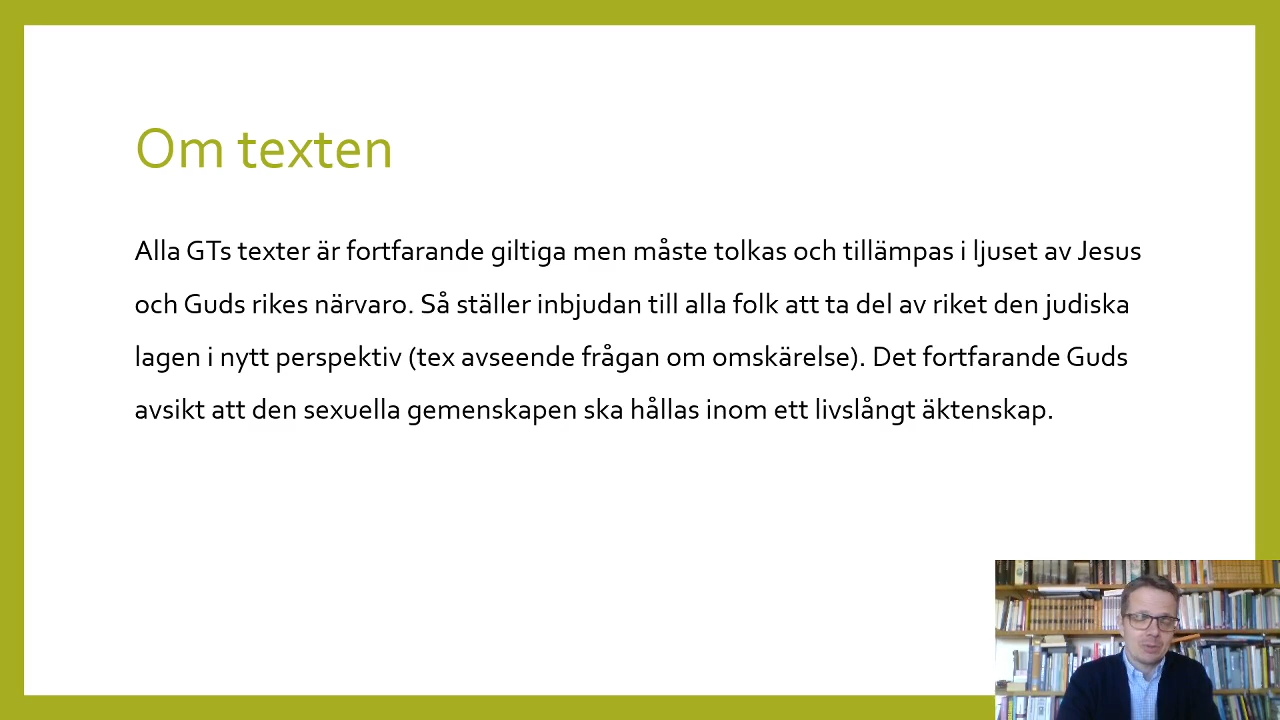 Om texten
Alla GTs texter är fortfarande giltiga men måste tolkas och tillämpas i ljuset av Jesus
och Guds rikes närvaro. Så ställer inbjudan till alla folk att ta del av riket den judiska
lagen i nytt perspektiv (tex avseende frågan om omskärelse). Det fortfarande Guds
avsikt att den sexuella gemenskapen ska hållas inom ett livslångt äktenskap.